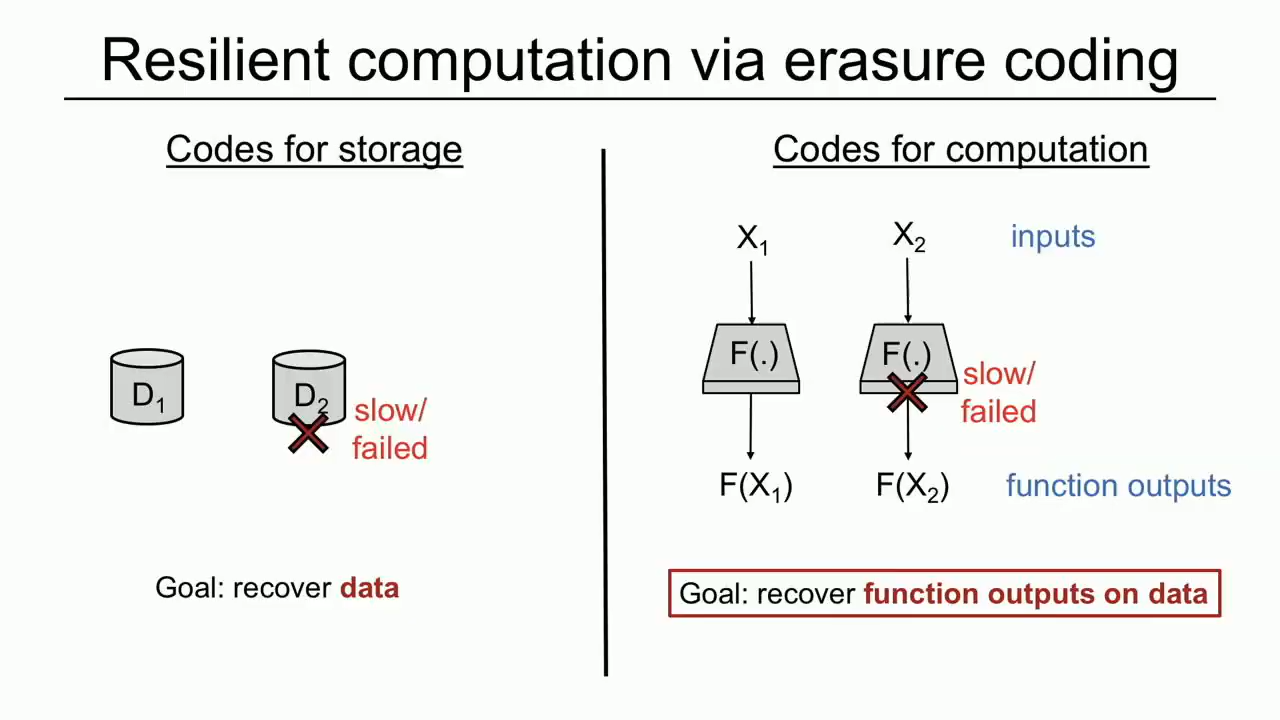 Resilient computation via erasure coding
Codes for storage
D₁
D₂
slow/
failed
Goal: recover data
Codes for computation
X₁
X₂
inputs
F(.)
F(.)
slow/
failed
F(X₁)
F(X₂)
function outputs
Goal: recover function outputs on data